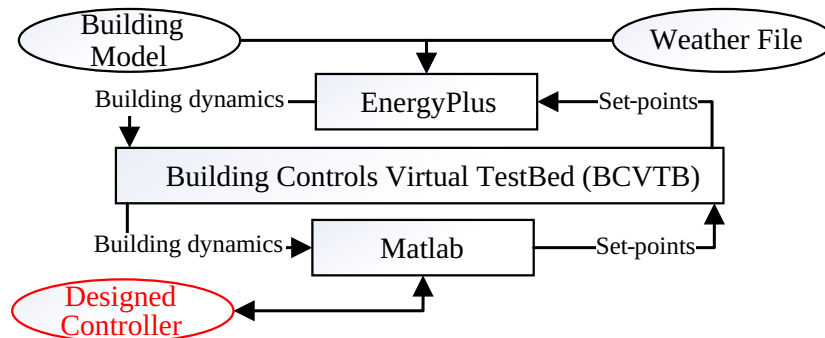 Building
Model
Weather File
Building dynamics
EnergyPlus
Set-points
Building Controls Virtual TestBed (BCVTB)
Building dynamics
Matlab
Set-points
Designed
Controller